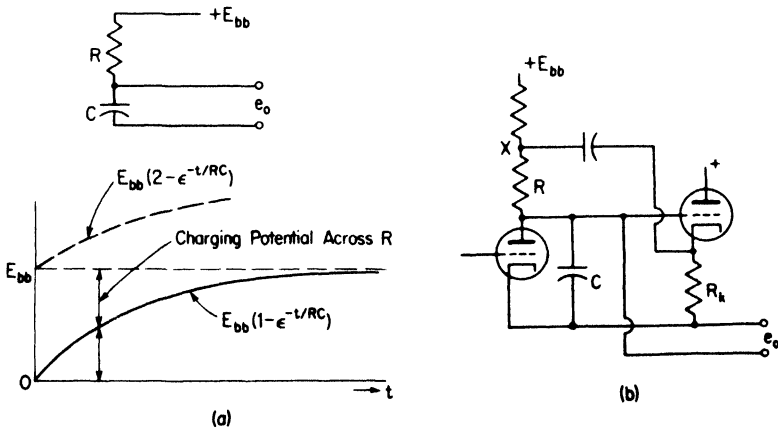 +E_bb
R
C
e_o
E_bb(2-ϵ^-t/RC)
Charging Potential Across R
E_bb
E_bb(1-ϵ^-t/RC)
O
t
(a)
+E_bb
X
R
+
C
R_k
e_o
(b)